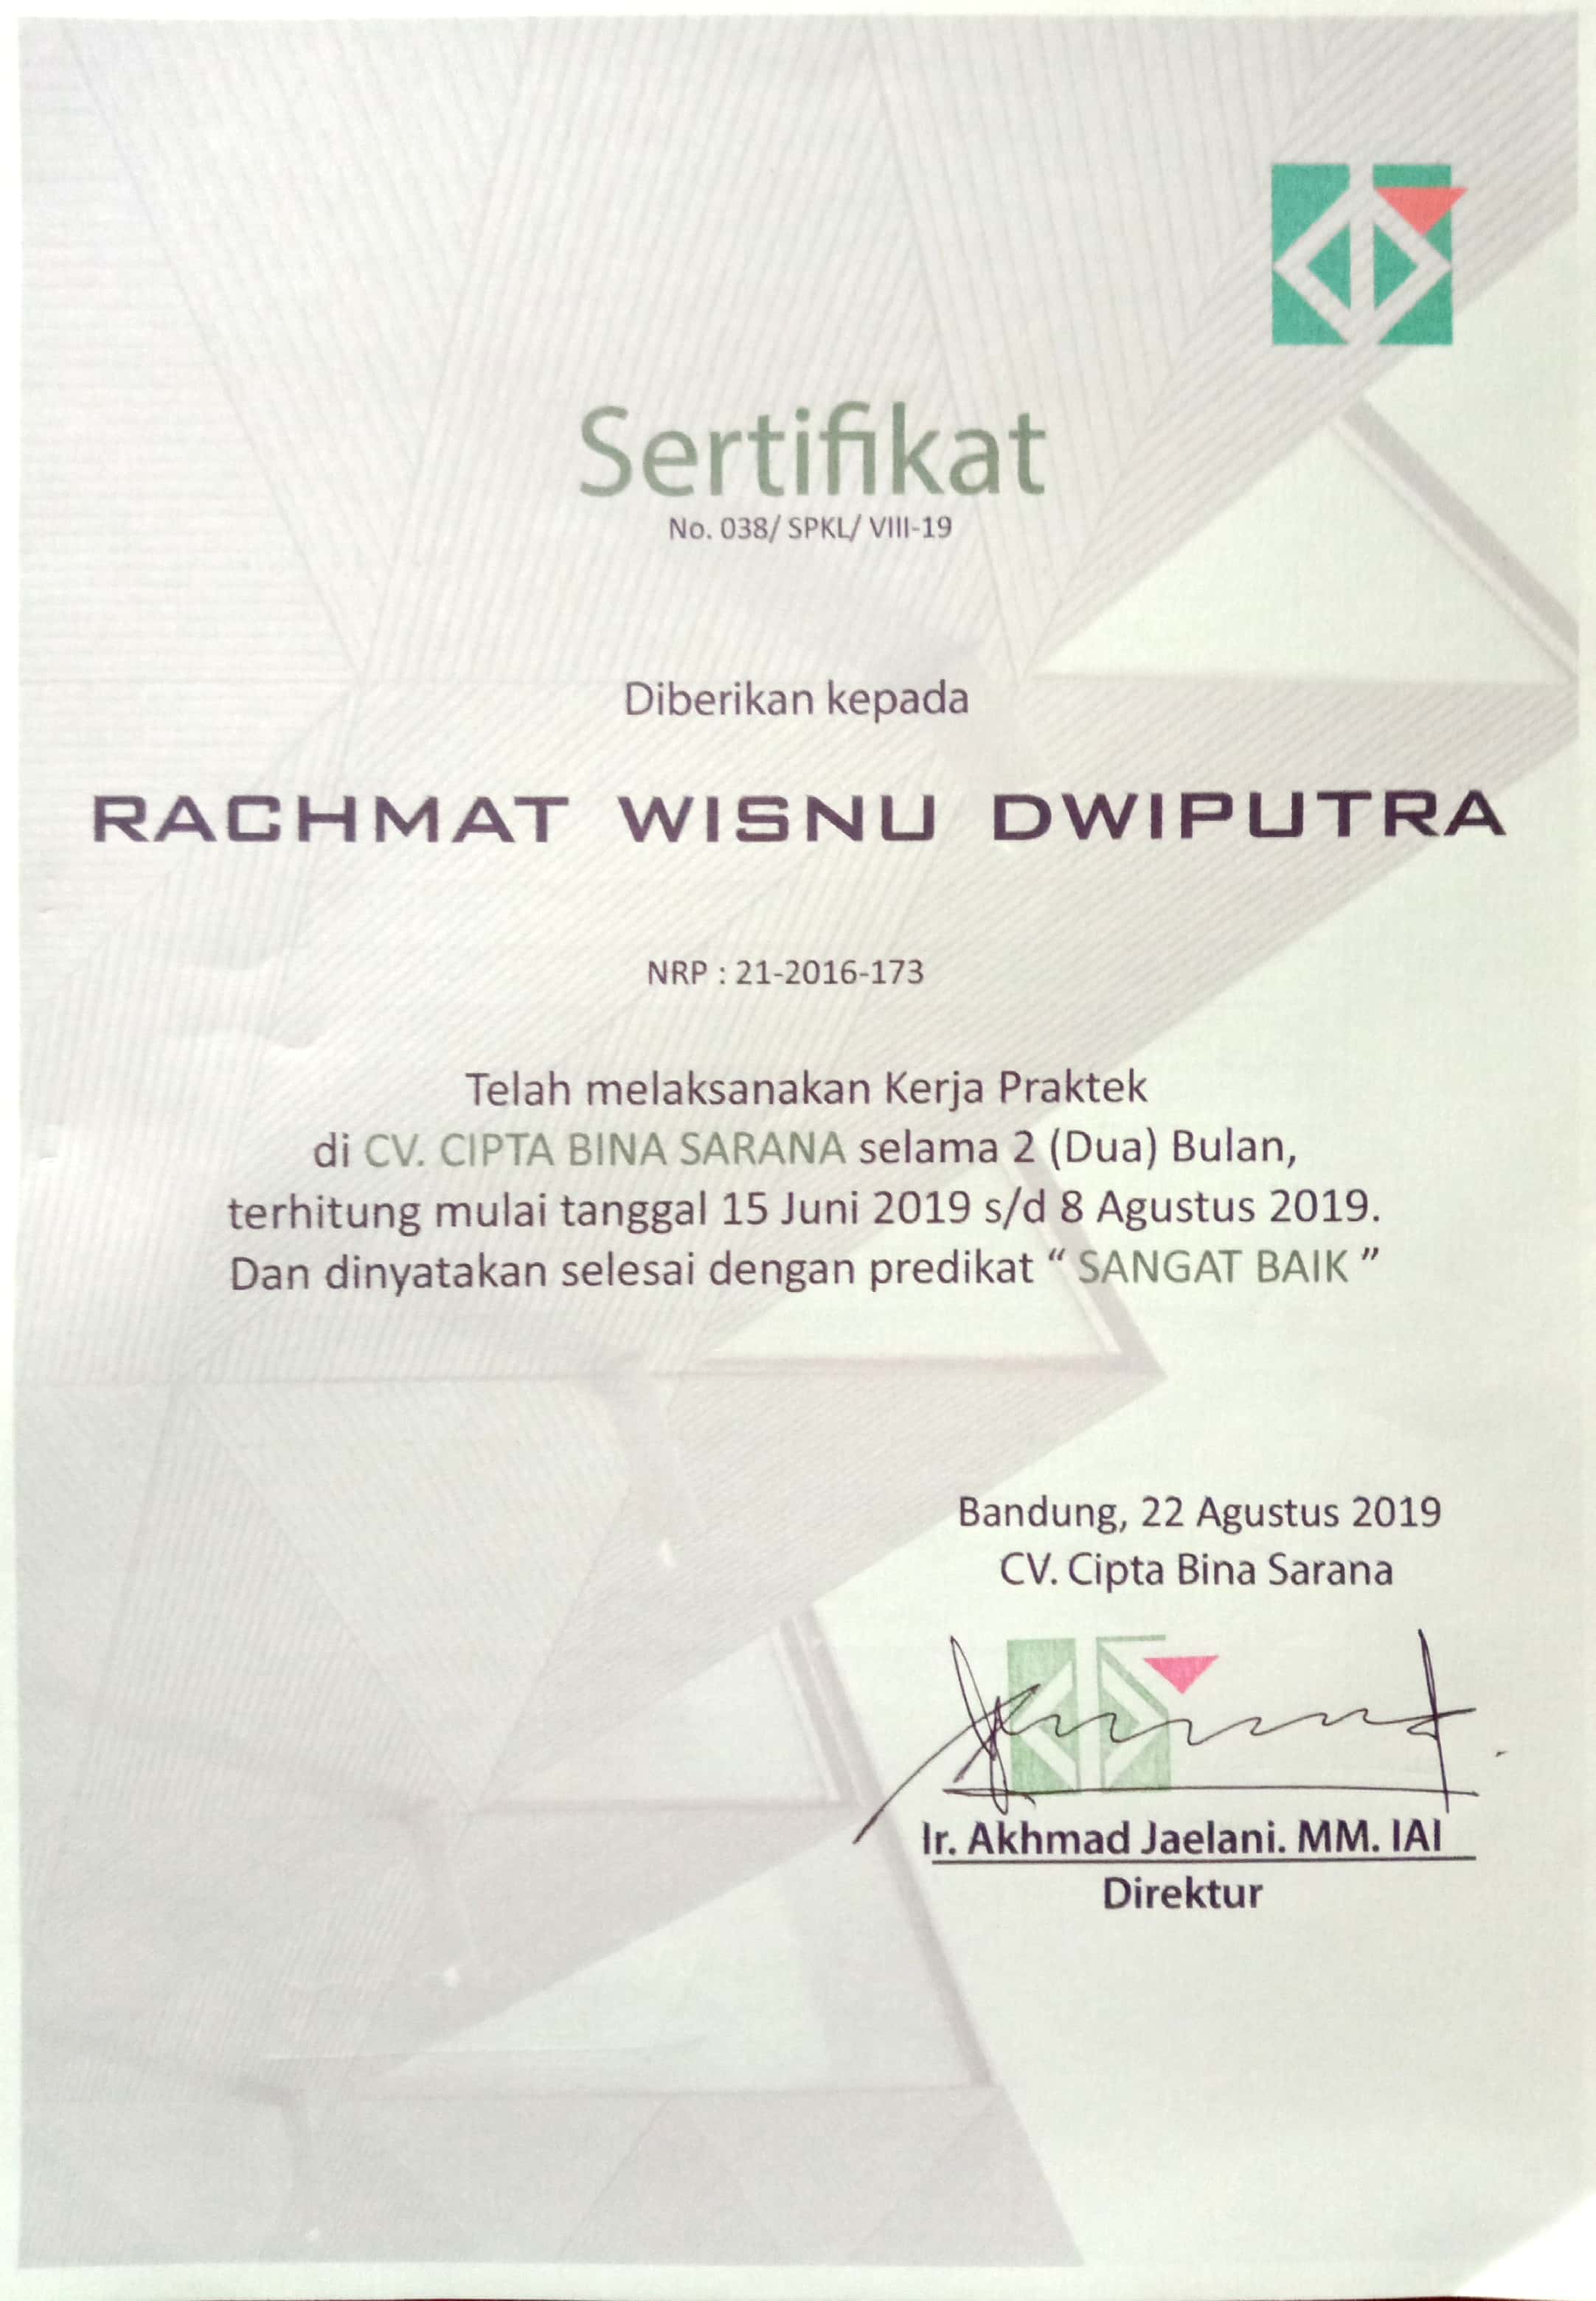 Sertifikat
No. 038/ SPKL/ VIII-19
Diberikan kepada
RACHMAT WISNU DWIPUTRA
NRP : 21-2016-173
Telah melaksanakan Kerja Praktek
di CV. CIPTA BINA SARANA selama 2 (Dua) Bulan,
terhitung mulai tanggal 15 Juni 2019 s/d 8 Agustus 2019.
Dan dinyatakan selesai dengan predikat “ SANGAT BAIK ”
Bandung, 22 Agustus 2019
CV. Cipta Bina Sarana
Ir. Akhmad Jaelani. MM. IAI
Direktur